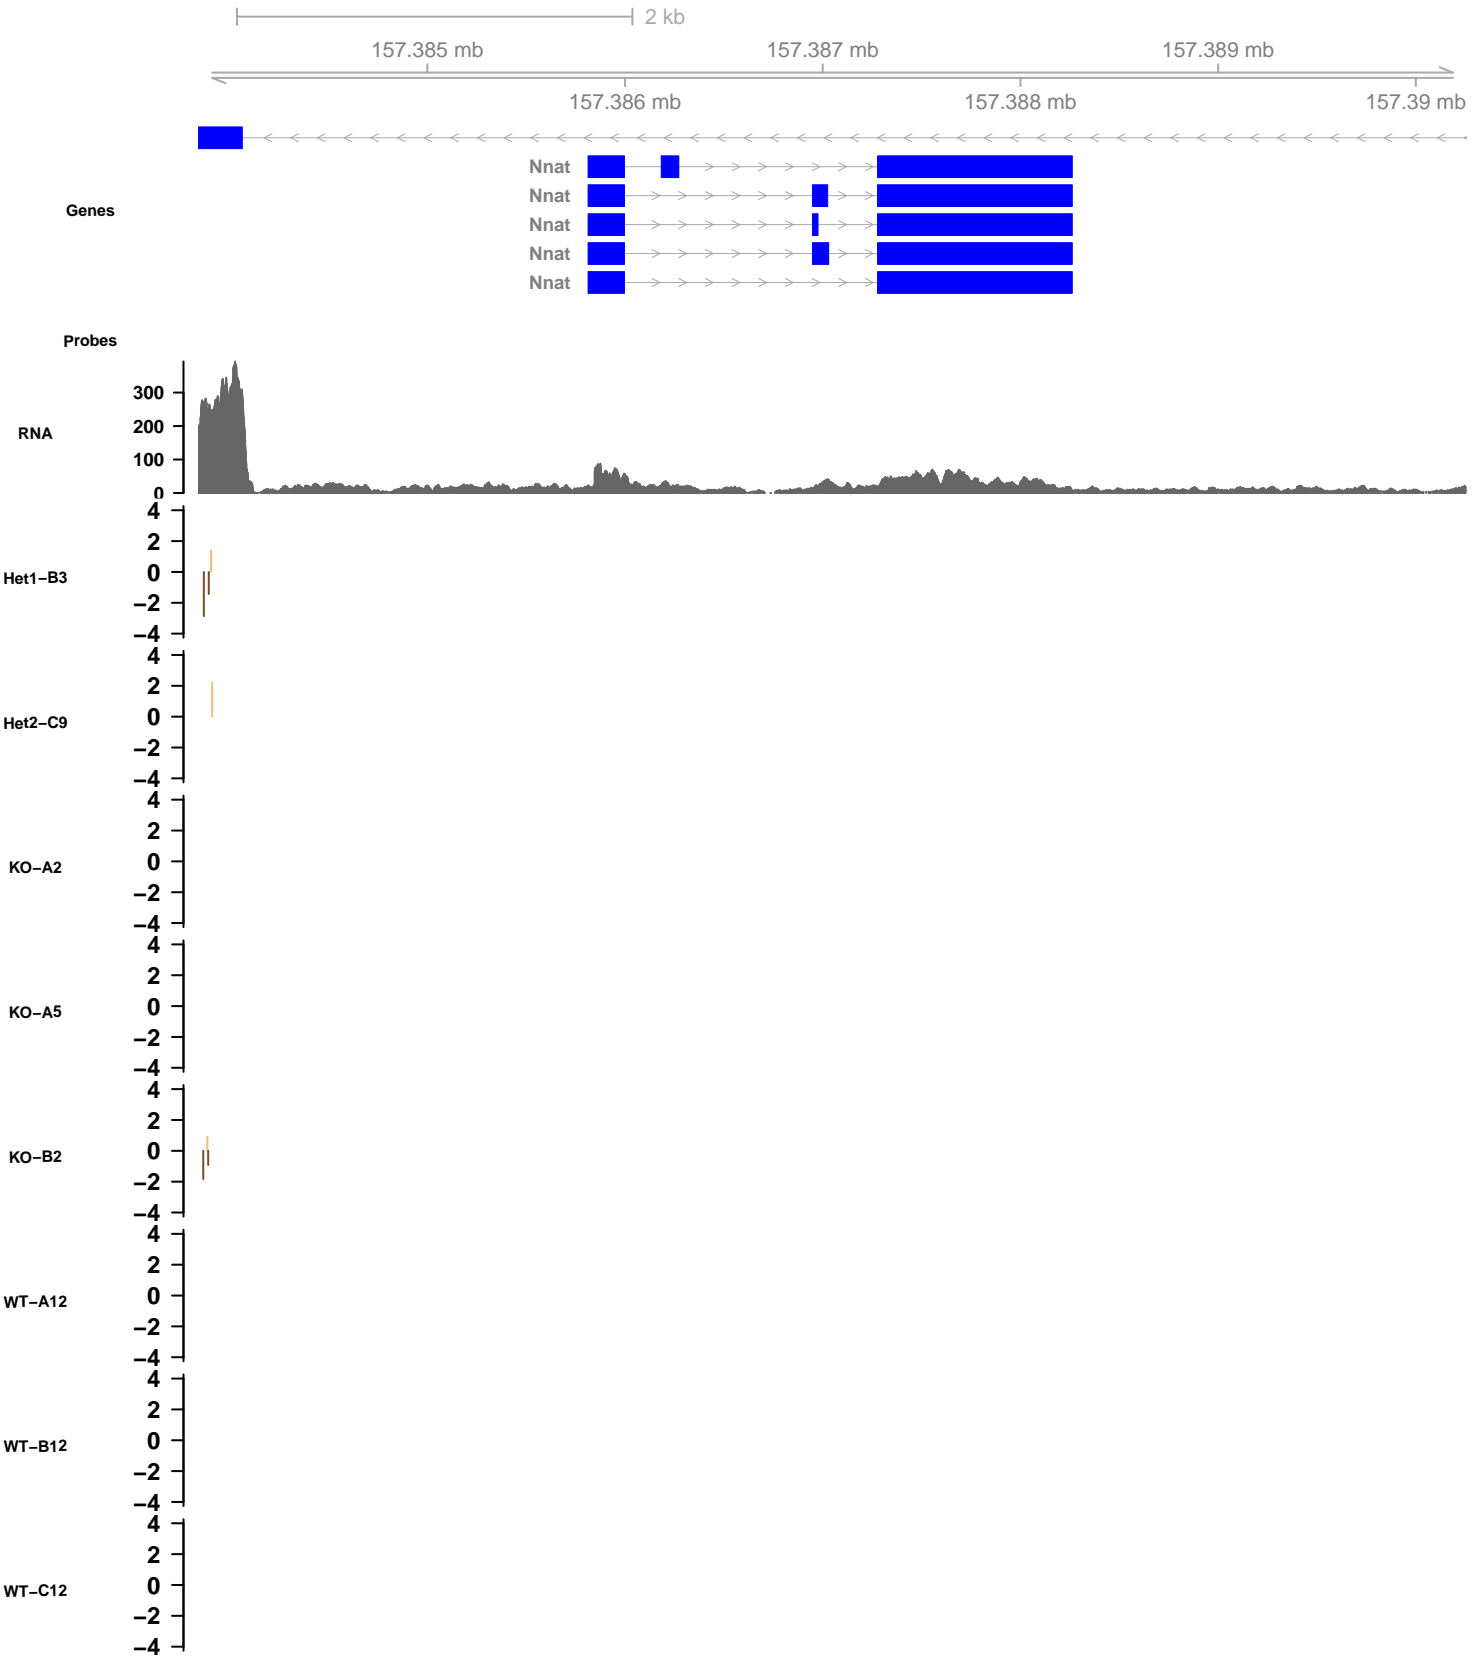 2 kb
157.385 mb 157.387 mb 157.389 mb
157.386 mb 157.388 mb 157.39 mb
Nnat
Nnat
Genes
Nnat
Nnat
Nnat
Probes
RNA
300
200
100
0
Het1−B3
4
2
0
−2
−4
Het2−C9
4
2
0
−2
−4
KO−A2
4
2
0
−2
−4
KO−A5
4
2
0
−2
−4
KO−B2
4
2
0
−2
−4
WT−A12
4
2
0
−2
−4
WT−B12
4
2
0
−2
−4
WT−C12
4
2
0
−2
−4